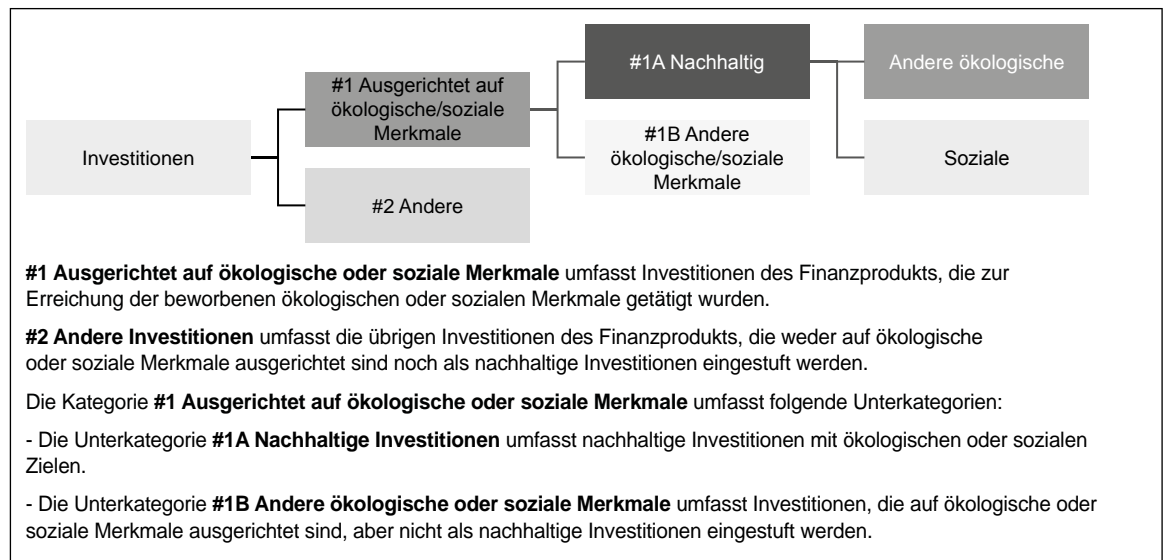 Investitionen
#1 Ausgerichtet auf
ökologische/soziale
Merkmale
#2 Andere
#1A Nachhaltig
#1B Andere
ökologische/soziale
Merkmale
Andere ökologische
Soziale
#1 Ausgerichtet auf ökologische oder soziale Merkmale umfasst Investitionen des Finanzprodukts, die zur
Erreichung der beworbenen ökologischen oder sozialen Merkmale getätigt wurden.
#2 Andere Investitionen umfasst die übrigen Investitionen des Finanzprodukts, die weder auf ökologische
oder soziale Merkmale ausgerichtet sind noch als nachhaltige Investitionen eingestuft werden.
Die Kategorie #1 Ausgerichtet auf ökologische oder soziale Merkmale umfasst folgende Unterkategorien:
- Die Unterkategorie #1A Nachhaltige Investitionen umfasst nachhaltige Investitionen mit ökologischen oder sozialen
Zielen.
- Die Unterkategorie #1B Andere ökologische oder soziale Merkmale umfasst Investitionen, die auf ökologische oder
soziale Merkmale ausgerichtet sind, aber nicht als nachhaltige Investitionen eingestuft werden.